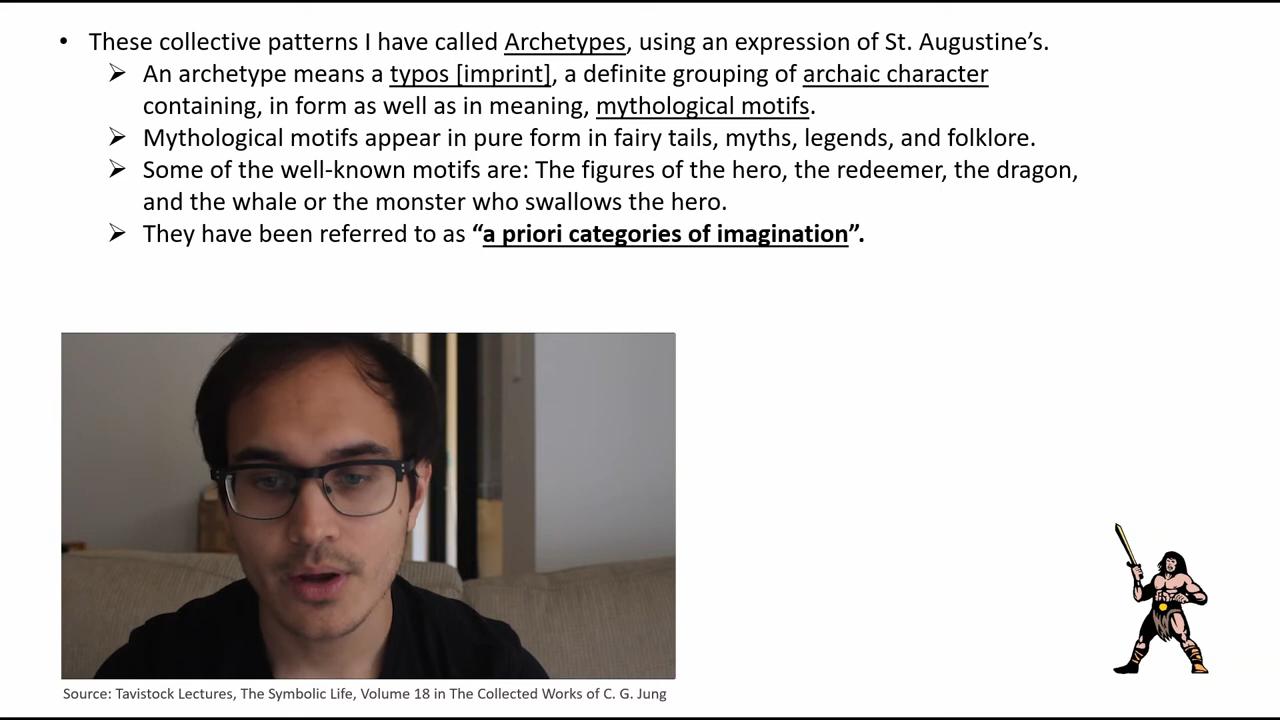 • These collective patterns I have called Archetypes, using an expression of St. Augustine’s.
➢ An archetype means a typos [imprint], a definite grouping of archaic character
containing, in form as well as in meaning, mythological motifs.
➢ Mythological motifs appear in pure form in fairy tails, myths, legends, and folklore.
➢ Some of the well-known motifs are: The figures of the hero, the redeemer, the dragon,
and the whale or the monster who swallows the hero.
➢ They have been referred to as “a priori categories of imagination”.
Source: Tavistock Lectures, The Symbolic Life, Volume 18 in The Collected Works of C. G. Jung